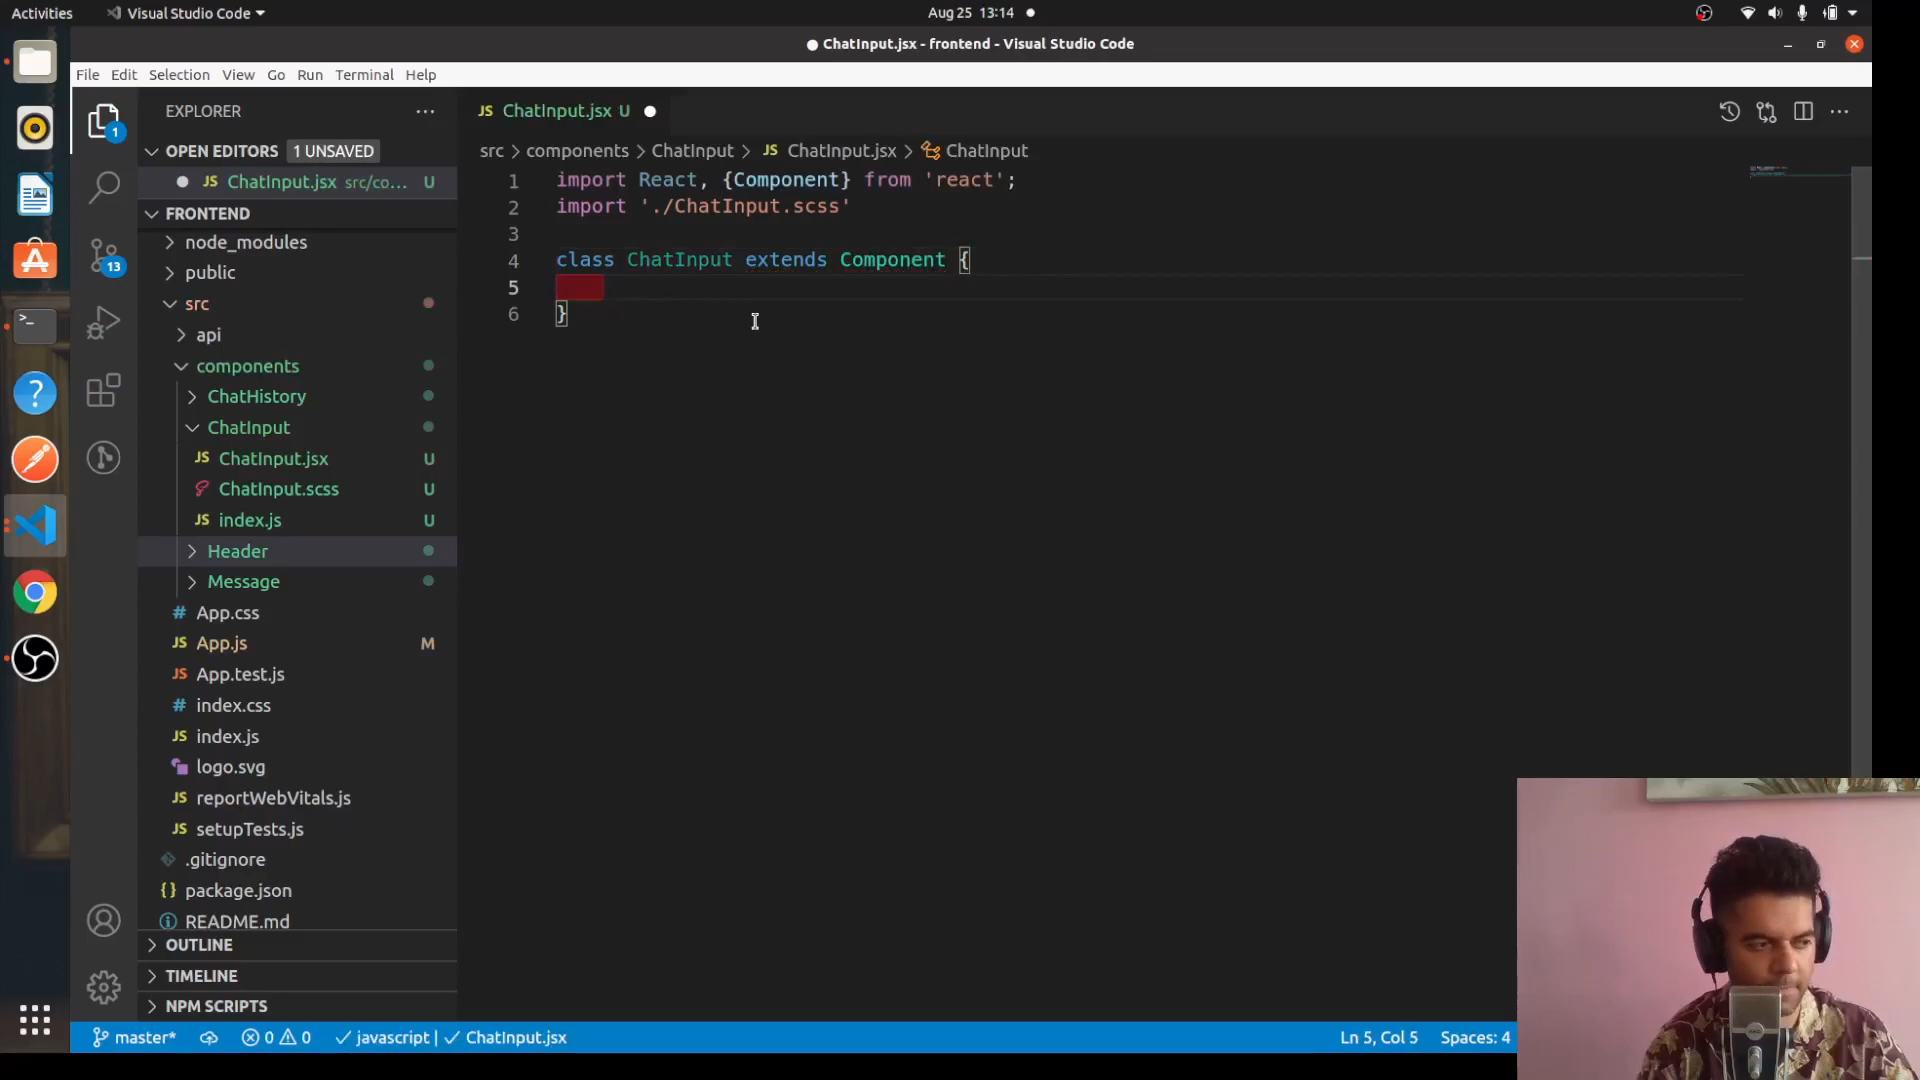 Activities
Visual Studio Code
Aug 25 13:14
ChatInput.jsx - frontend - Visual Studio Code
File Edit Selection View Go Run Terminal Help
EXPLORER
OPEN EDITORS 1 UNSAVED
JS ChatInput.jsx src/co... U
FRONTEND
node_modules
public
src
api
components
ChatHistory
ChatInput
JS ChatInput.jsx U
ChatInput.scss U
JS index.js U
Header
Message
# App.css
JS App.js M
JS App.test.js
# index.css
JS index.js
logo.svg
JS reportWebVitals.js
JS setupTests.js
.gitignore
{} package.json
README.md
OUTLINE
TIMELINE
NPM SCRIPTS
1
13
JS ChatInput.jsx U
src > components > ChatInput > JS ChatInput.jsx > ChatInput
1 import React, {Component} from 'react';
2 import './ChatInput.scss'
3
4 class ChatInput extends Component {
5
6 }
master* 0 0 javascript | ChatInput.jsx
Ln 5, Col 5 Spaces: 4